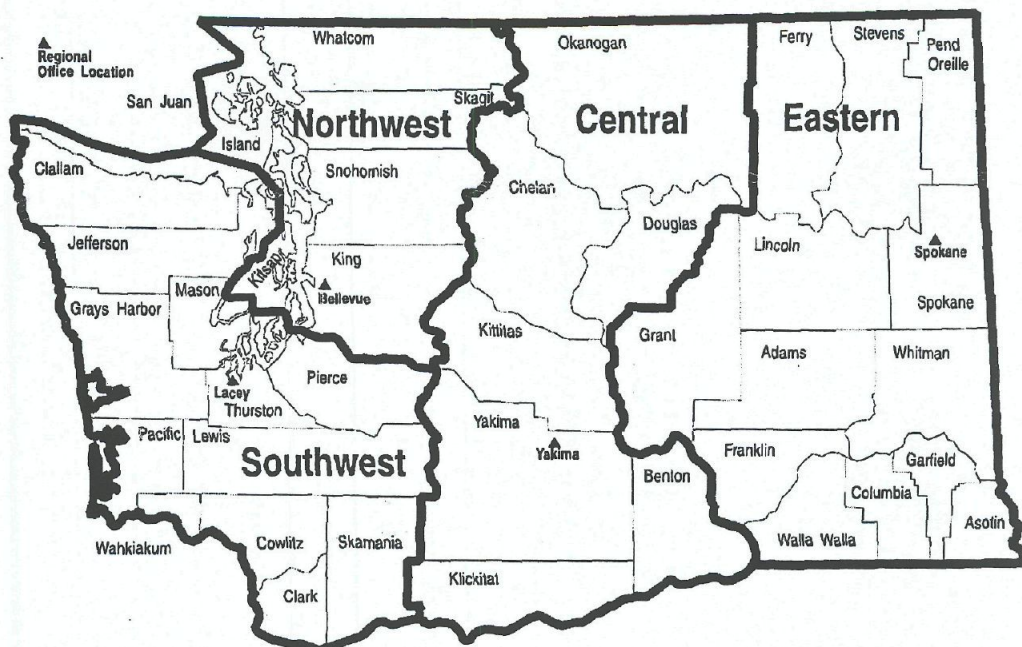 Regional
Office Location
San Juan
Whatcom
Skagit
Northwest
Island
Snohomish
Clallam
Jefferson
Kitsap
King
Bellevue
Mason
Grays Harbor
Pierce
Lacey
Thurston
Pacific
Lewis
Southwest
Wahkiakum
Cowlitz
Skamania
Clark
Okanogan
Central
Chelan
Douglas
Kittitas
Yakima
Yakima
Benton
Klickitat
Ferry
Stevens
Pend
Oreille
Eastern
Lincoln
Spokane
Spokane
Grant
Adams
Whitman
Franklin
Garfield
Columbia
Walla Walla
Asotin